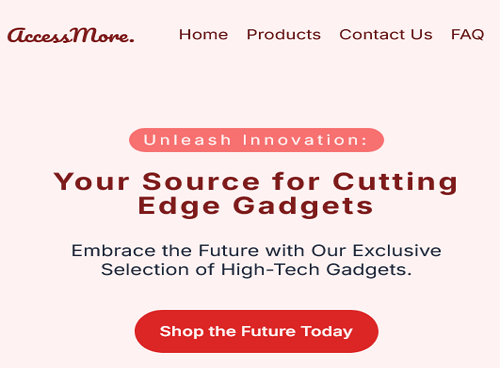 AccessMore. Home Products Contact Us FAQ
Unleash Innovation:
Your Source for Cutting
Edge Gadgets
Embrace the Future with Our Exclusive
Selection of High-Tech Gadgets.
Shop the Future Today